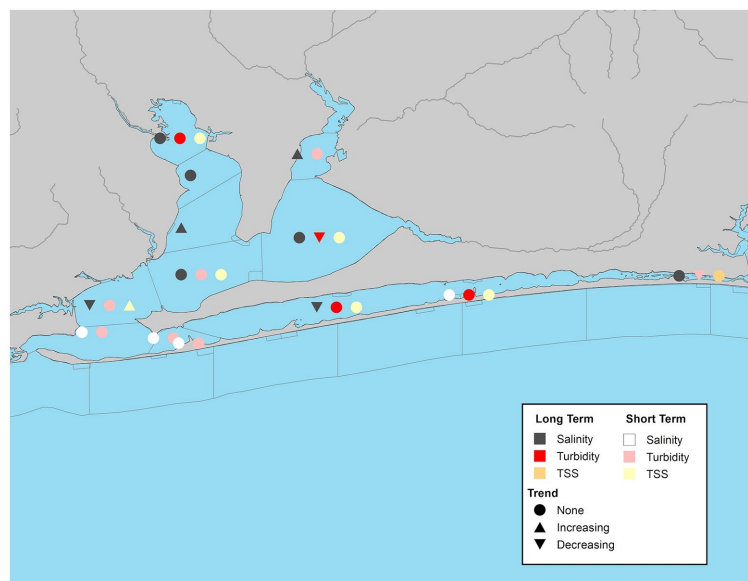 Long Term Short Term
Salinity Salinity
Turbidity Turbidity
TSS TSS
Trend
None
Increasing
Decreasing